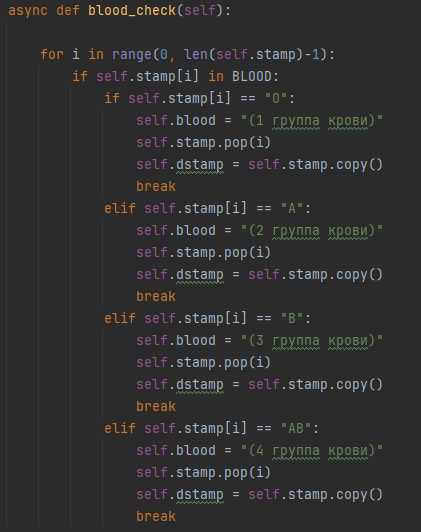 async def blood_check(self):
for i in range(0, len(self.stamp)-1):
if self.stamp[i] in BLOOD:
if self.stamp[i] == "O":
self.blood = "(1 группа крови)"
self.stamp.pop(i)
self.dstamp = self.stamp.copy()
break
elif self.stamp[i] == "A":
self.blood = "(2 группа крови)"
self.stamp.pop(i)
self.dstamp = self.stamp.copy()
break
elif self.stamp[i] == "B":
self.blood = "(3 группа крови)"
self.stamp.pop(i)
self.dstamp = self.stamp.copy()
break
elif self.stamp[i] == "AB":
self.blood = "(4 группа крови)"
self.stamp.pop(i)
self.dstamp = self.stamp.copy()
break